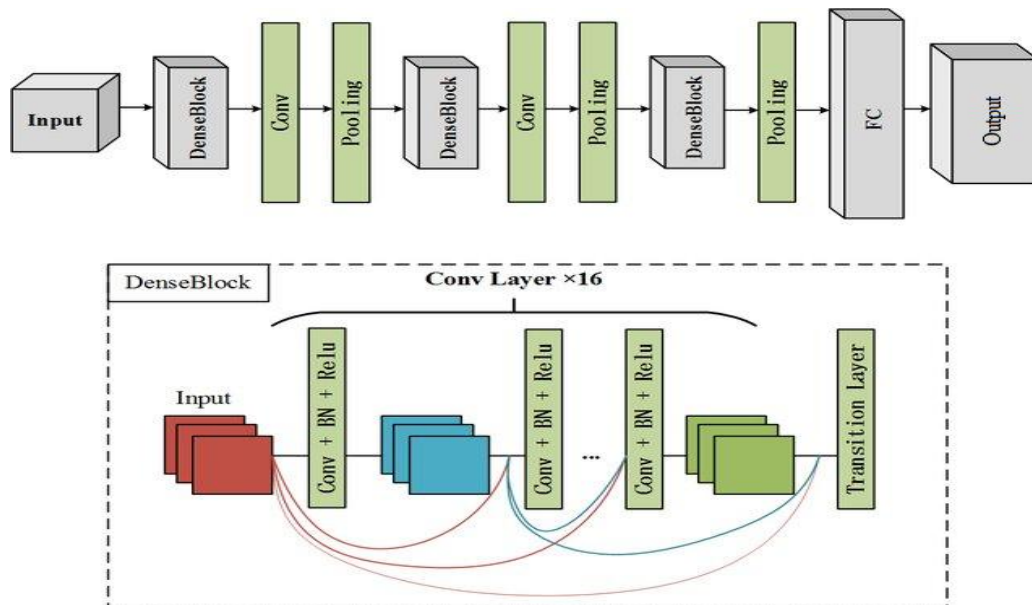 Input
DenseBlock
Conv
Pooling
DenseBlock
Conv
Pooling
DenseBlock
Pooling
FC
Output
DenseBlock
Conv Layer ×16
Input
Conv + BN + Relu
Conv + BN + Relu
...
Conv + BN + Relu
Transition Layer